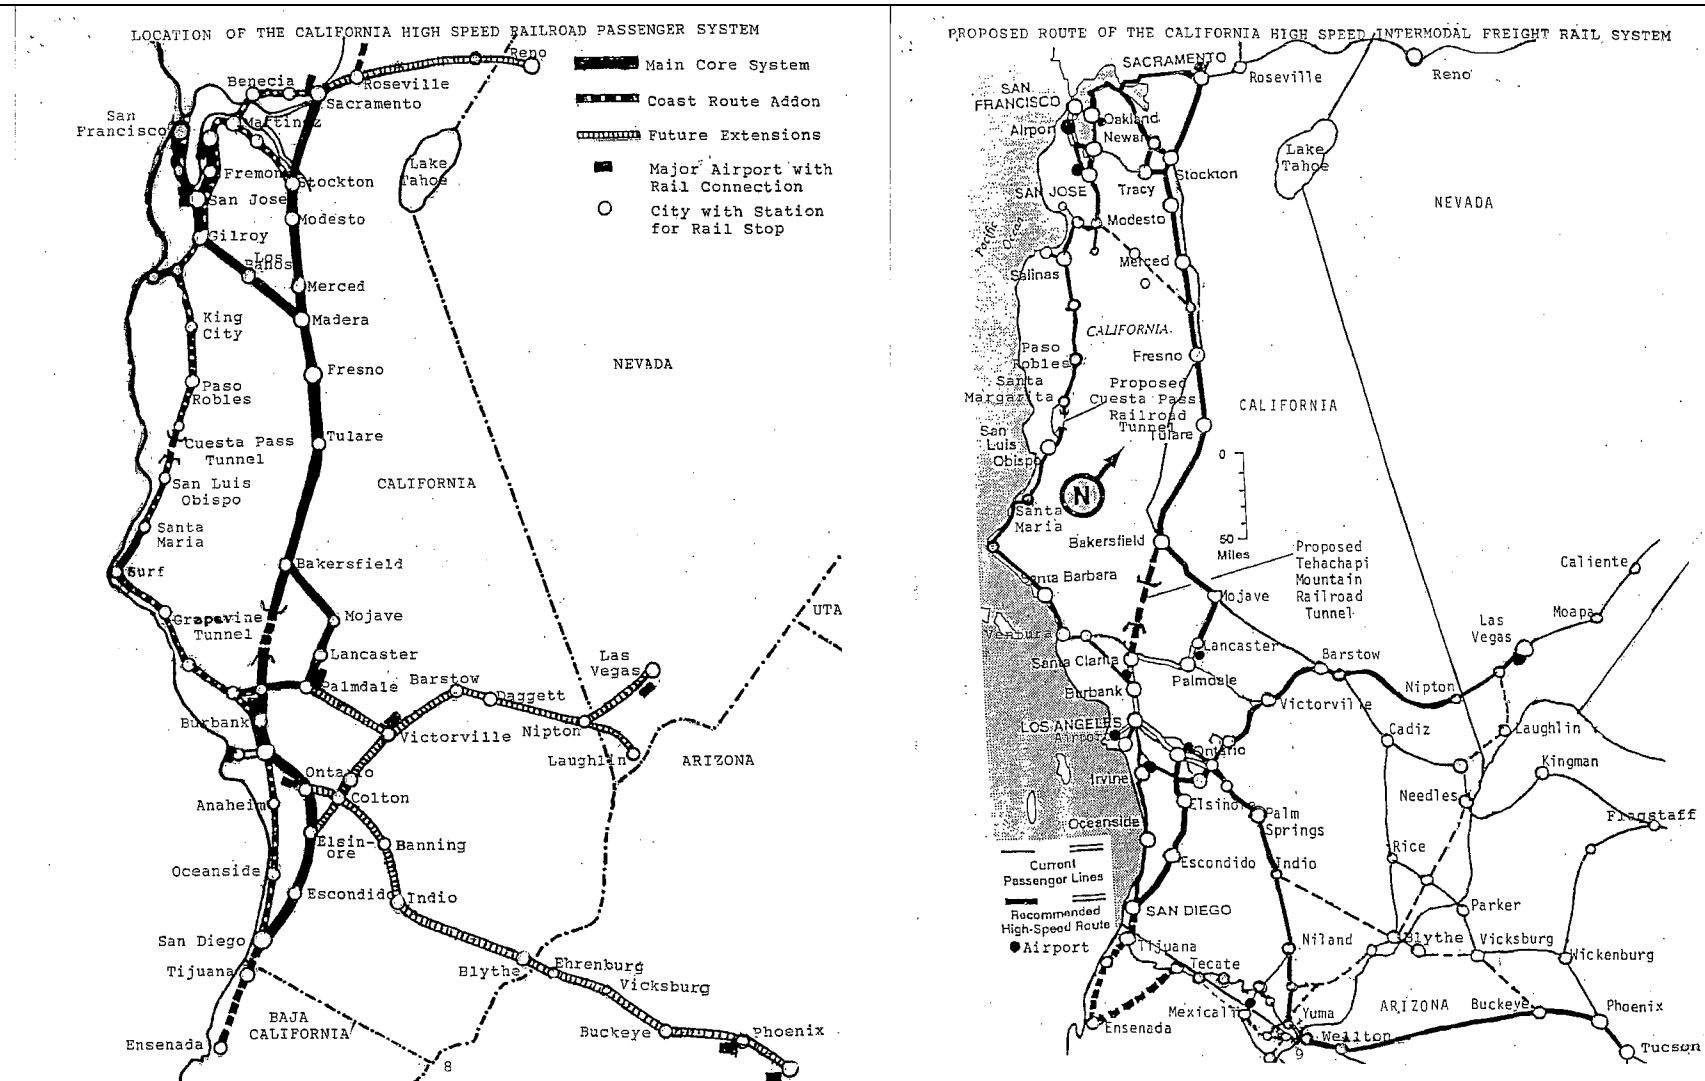 LOCATION OF THE CALIFORNIA HIGH SPEED RAILROAD PASSENGER SYSTEM
Reno
Main Core System
Benecia
Roseville
Sacramento
Coast Route Addon
San
Francisco
Martinez
Future Extensions
Lake
Tahoe
Major Airport with
Rail Connection
Fremont
Stockton
San Jose
City with Station
for Rail Stop
Modesto
Gilroy
Los
Banos
Merced
King
City
Madera
NEVADA
Fresno
Paso
Robles
Cuesta Pass
Tunnel
Tulare
San Luis
Obispo
CALIFORNIA
Santa
Maria
Bakersfield
Surf
Grapevine
Tunnel
Mojave
UTA
Lancaster
Las
Vegas
Palmdale
Barstow
Daggett
Burbank
Victorville
Nipton
Laughlin
ARIZONA
Ontario
Colton
Anaheim
Elsin-
ore
Banning
Oceanside
Escondido
Indio
San Diego
Tijuana
Blythe
Ehrenburg
Vicksburg
BAJA
CALIFORNIA
Buckeye
Phoenix
Ensenada
8
PROPOSED ROUTE OF THE CALIFORNIA HIGH SPEED INTERMODAL FREIGHT RAIL SYSTEM
SACRAMENTO
Roseville
Reno
SAN
FRANCISCO
Airport
Oakland
Newark
Lake
Tahoe
Stockton
Tracy
SAN JOSE
NEVADA
Modesto
Pacific
Ocean
Merced
Salinas
CALIFORNIA
Paso
Robles
Fresno
Santa
Margarita
Proposed
Cuesta Pass
Railroad
Tunnel
CALIFORNIA
Tulare
San
Luis
Obispo
0
N
Santa
Maria
50
Miles
Bakersfield
Proposed
Tehachapi
Mountain
Railroad
Tunnel
Caliente
Santa Barbara
Mojave
Moapa
Las
Vegas
Ventura
Lancaster
Santa Clarita
Barstow
Palmdale
Burbank
Nipton
Victorville
LOS ANGELES
Airport
Cadiz
Laughlin
Ontario
Kingman
Irvine
Needles
Elsinore
Palm
Springs
Flagstaff
Oceanside
Rice
Current
Passenger Lines
Escondido
Indio
Recommended
High-Speed Route
SAN DIEGO
Parker
Airport
Tijuana
Niland
Blythe
Vicksburg
Wickenburg
Tecate
Mexicali
ARIZONA
Buckeye
Phoenix
Ensenada
Yuma
Wellton
Tucson
9